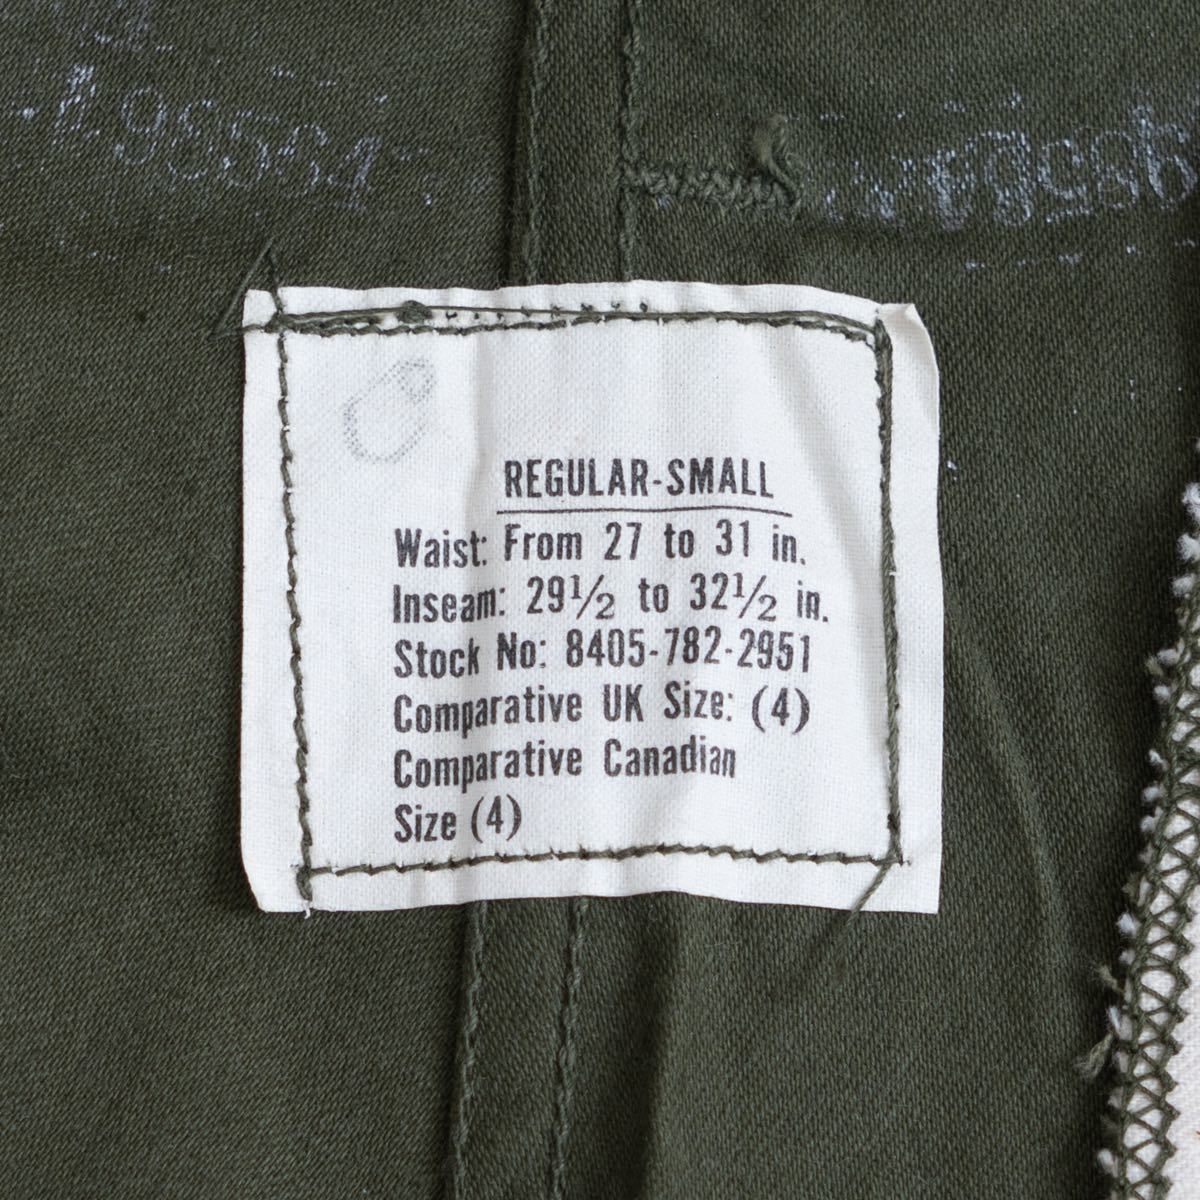 REGULAR-SMALL
Waist: From 27 to 31 in.
Inseam: 29½ to 32½ in.
Stock No: 8405-782-2951
Comparative UK Size: (4)
Comparative Canadian
Size (4)